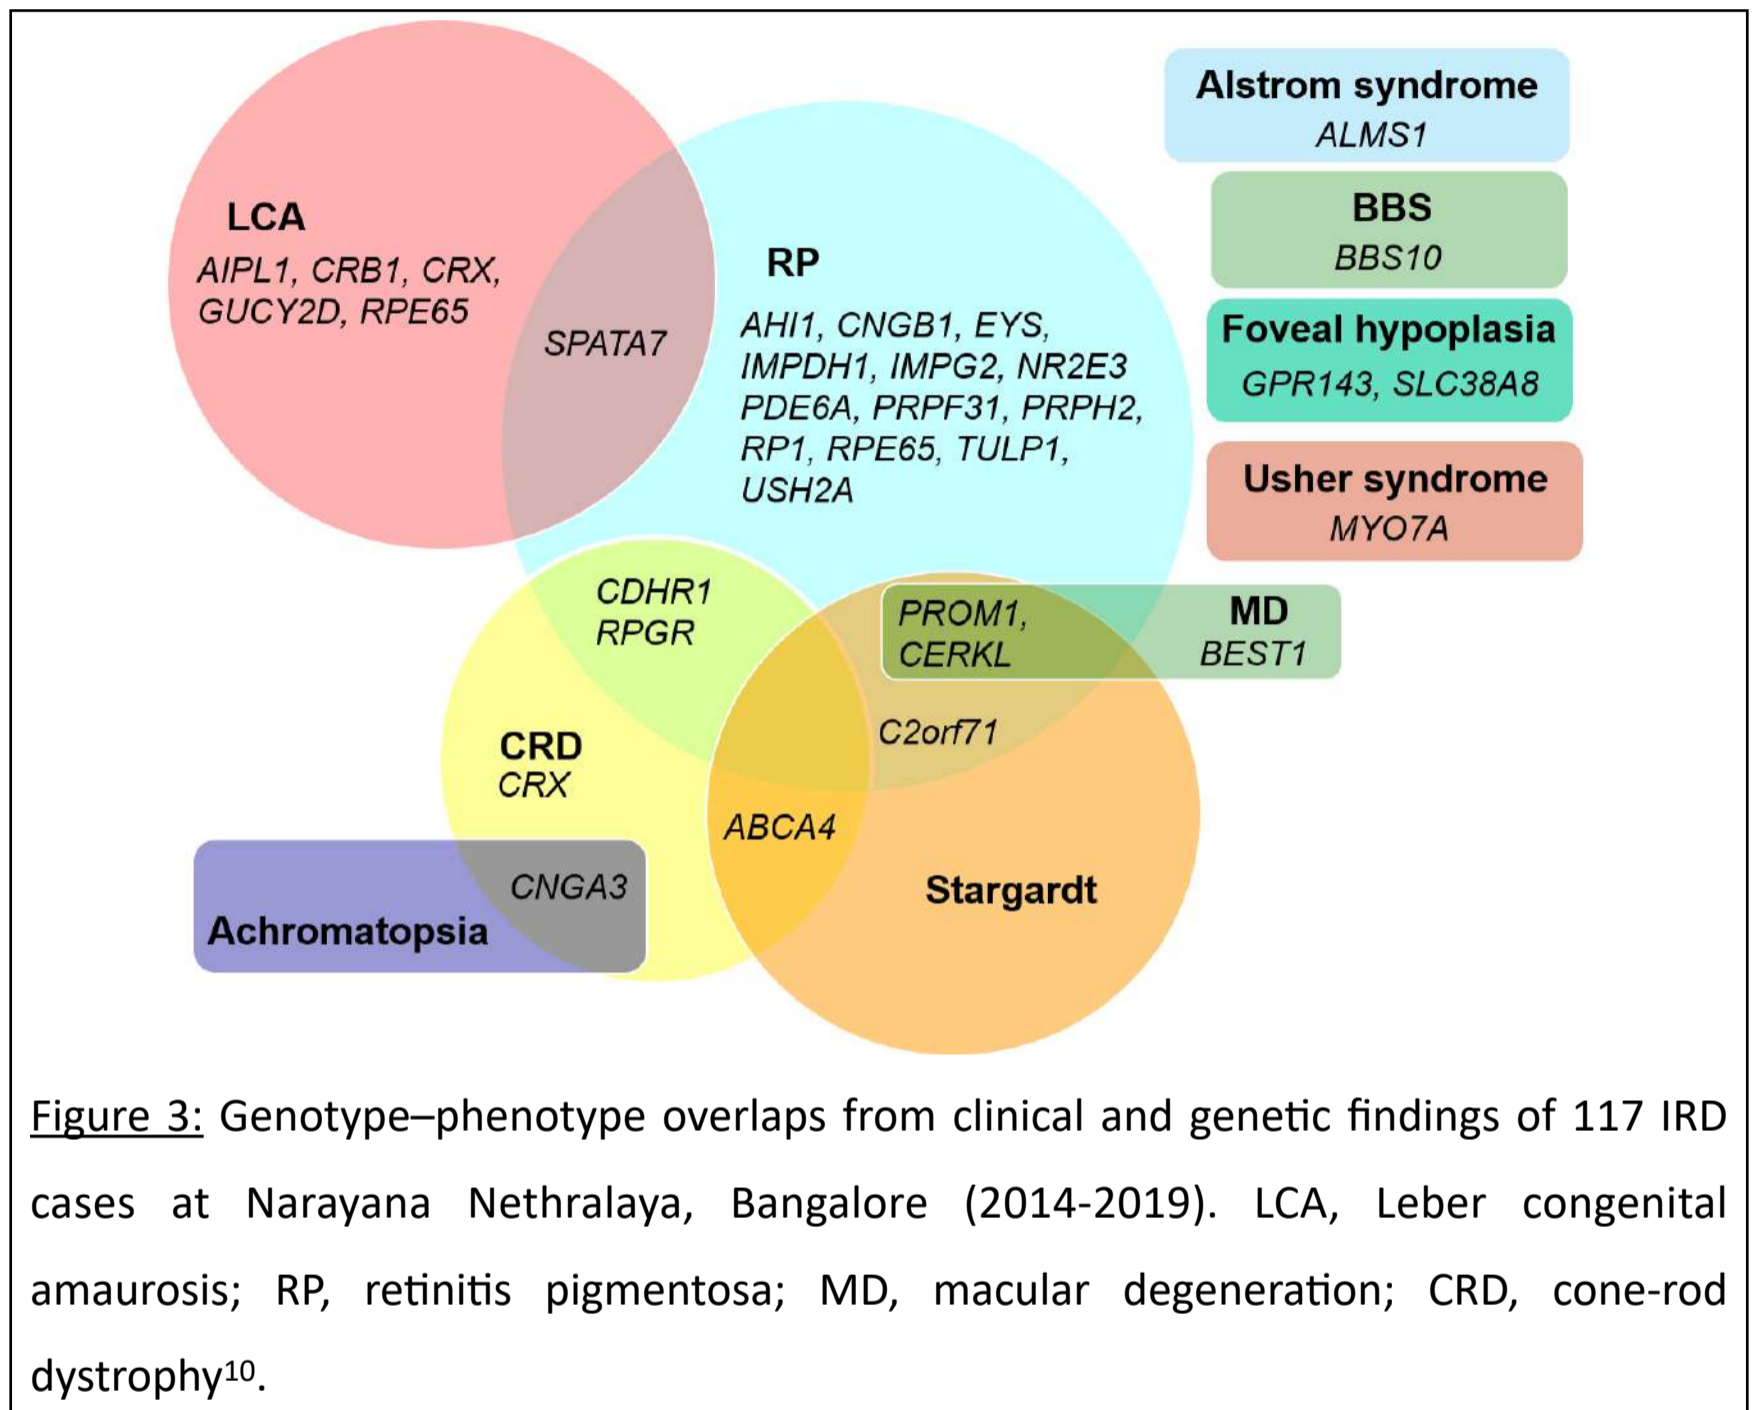 LCA
AIPL1, CRB1, CRX,
GUCY2D, RPE65
SPATA7
RP
AHI1, CNGB1, EYS,
IMPDH1, IMPG2, NR2E3
PDE6A, PRPF31, PRPH2,
RP1, RPE65, TULP1,
USH2A
Alstrom syndrome
ALMS1
BBS
BBS10
Foveal hypoplasia
GPR143, SLC38A8
Usher syndrome
MYO7A
CDHR1
RPGR
PROM1,
CERKL
MD
BEST1
C2orf71
CRD
CRX
ABCA4
CNGA3
Achromatopsia
Stargardt
Figure 3: Genotype–phenotype overlaps from clinical and genetic findings of 117 IRD
cases at Narayana Nethralaya, Bangalore (2014-2019). LCA, Leber congenital
amaurosis; RP, retinitis pigmentosa; MD, macular degeneration; CRD, cone-rod
dystrophy10.